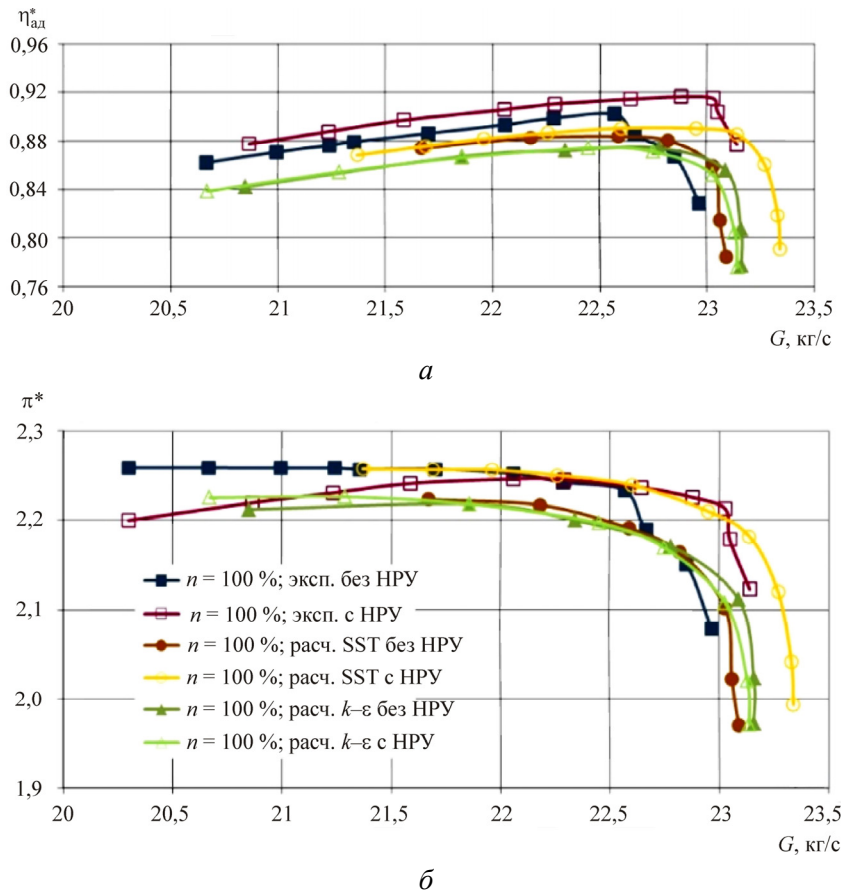 η*ад
0,96
0,92
0,88
0,84
0,80
0,76
20 20,5 21 21,5 22 22,5 23 23,5
G, кг/с
а
π*
2,3
2,2
2,1
2,0
1,9
n = 100 %; эксп. без НРУ
n = 100 %; эксп. с НРУ
n = 100 %; расч. SST без НРУ
n = 100 %; расч. SST с НРУ
n = 100 %; расч. k–ε без НРУ
n = 100 %; расч. k–ε с НРУ
20 20,5 21 21,5 22 22,5 23 23,5
G, кг/с
б